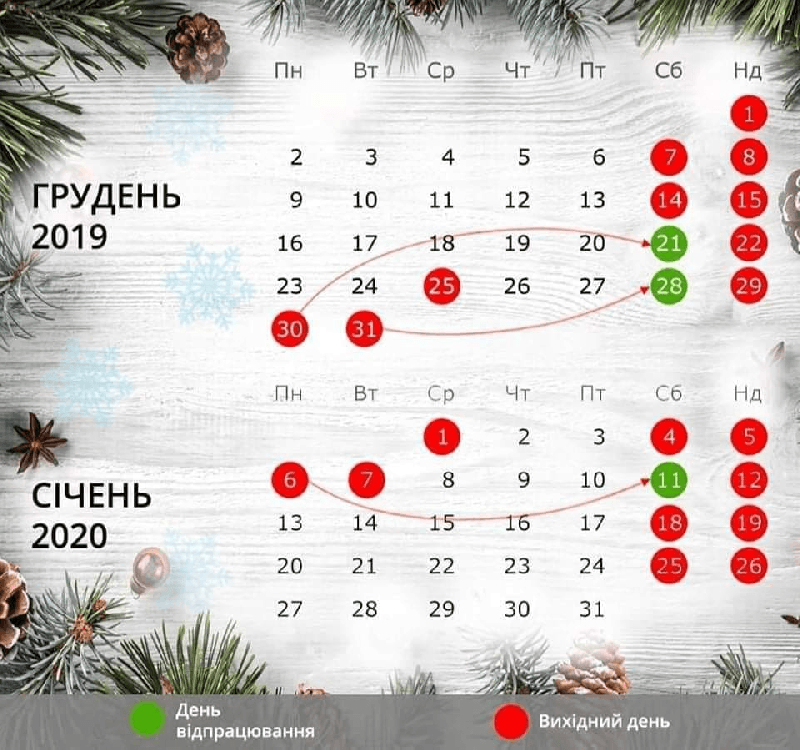 Пн Вт Ср Чт Пт Сб Нд
1
2 3 4 5 6 7 8
ГРУДЕНЬ
2019
9 10 11 12 13 14 15
16 17 18 19 20 21 22
23 24 25 26 27 28 29
30 31
Пн Вт Ср Чт Пт Сб Нд
1 2 3 4 5
СІЧЕНЬ
2020
6 7 8 9 10 11 12
13 14 15 16 17 18 19
20 21 22 23 24 25 26
27 28 29 30 31
День
відпрацювання
Вихідний день